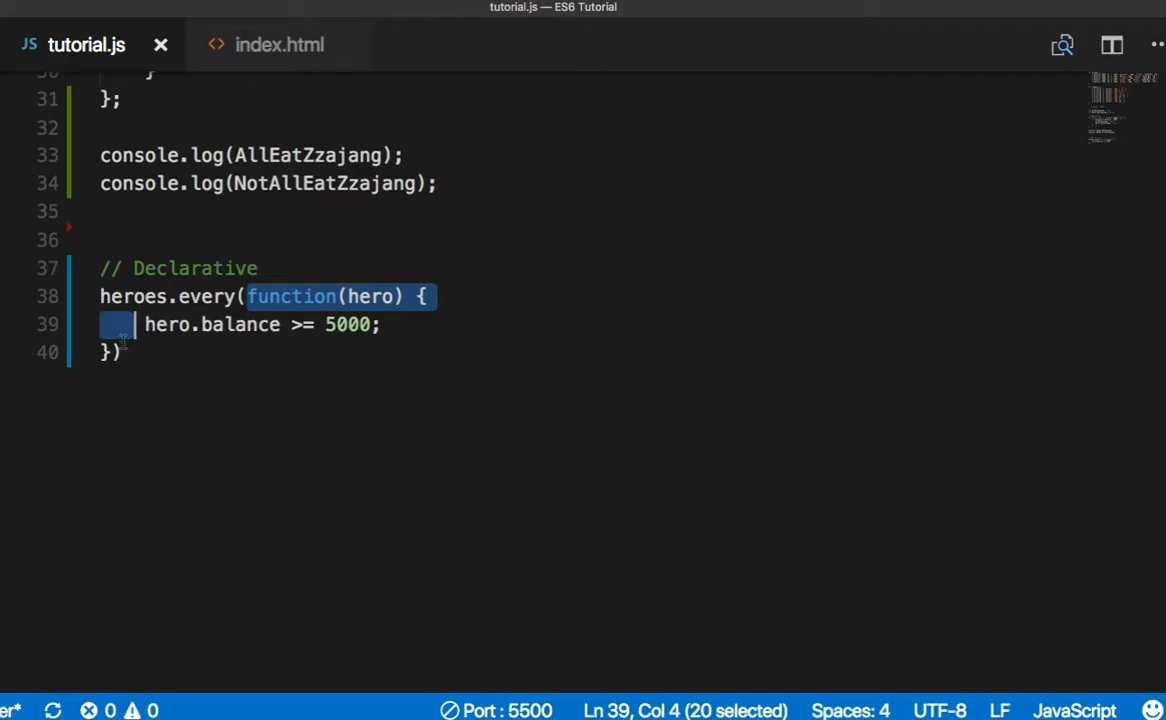 tutorial.js — ES6 Tutorial
JS tutorial.js × <> index.html
30 }
31 };
32
33 console.log(AllEatZzajang);
34 console.log(NotAllEatZzajang);
35
36
37 // Declarative
38 heroes.every(function(hero) {
39 hero.balance >= 5000;
40 })
er* 0 0 Port : 5500 Ln 39, Col 4 (20 selected) Spaces: 4 UTF-8 LF JavaScript